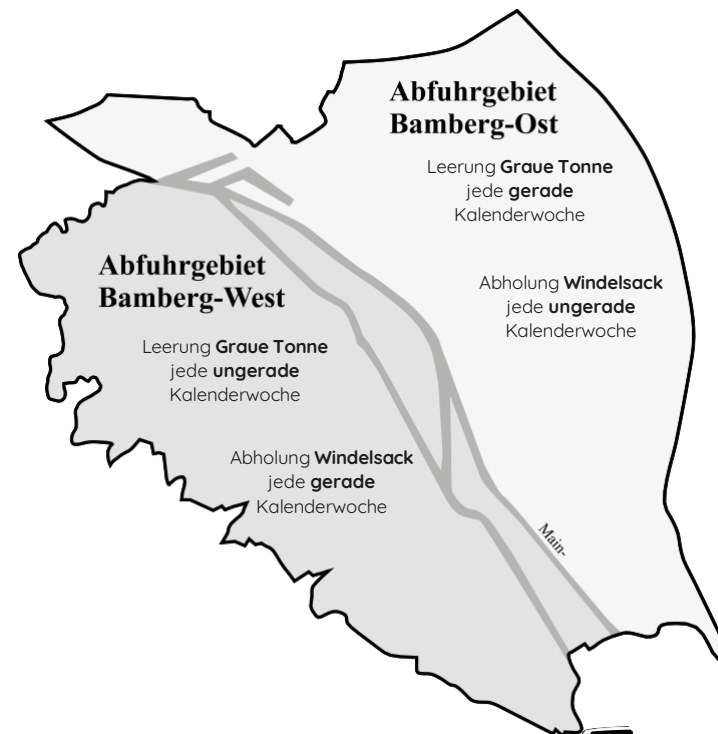 Abfuhrgebiet
Bamberg-Ost
Leerung Graue Tonne
jede gerade
Kalenderwoche
Abholung Windelsack
jede ungerade
Kalenderwoche
Abfuhrgebiet
Bamberg-West
Leerung Graue Tonne
jede ungerade
Kalenderwoche
Abholung Windelsack
jede gerade
Kalenderwoche
Main-